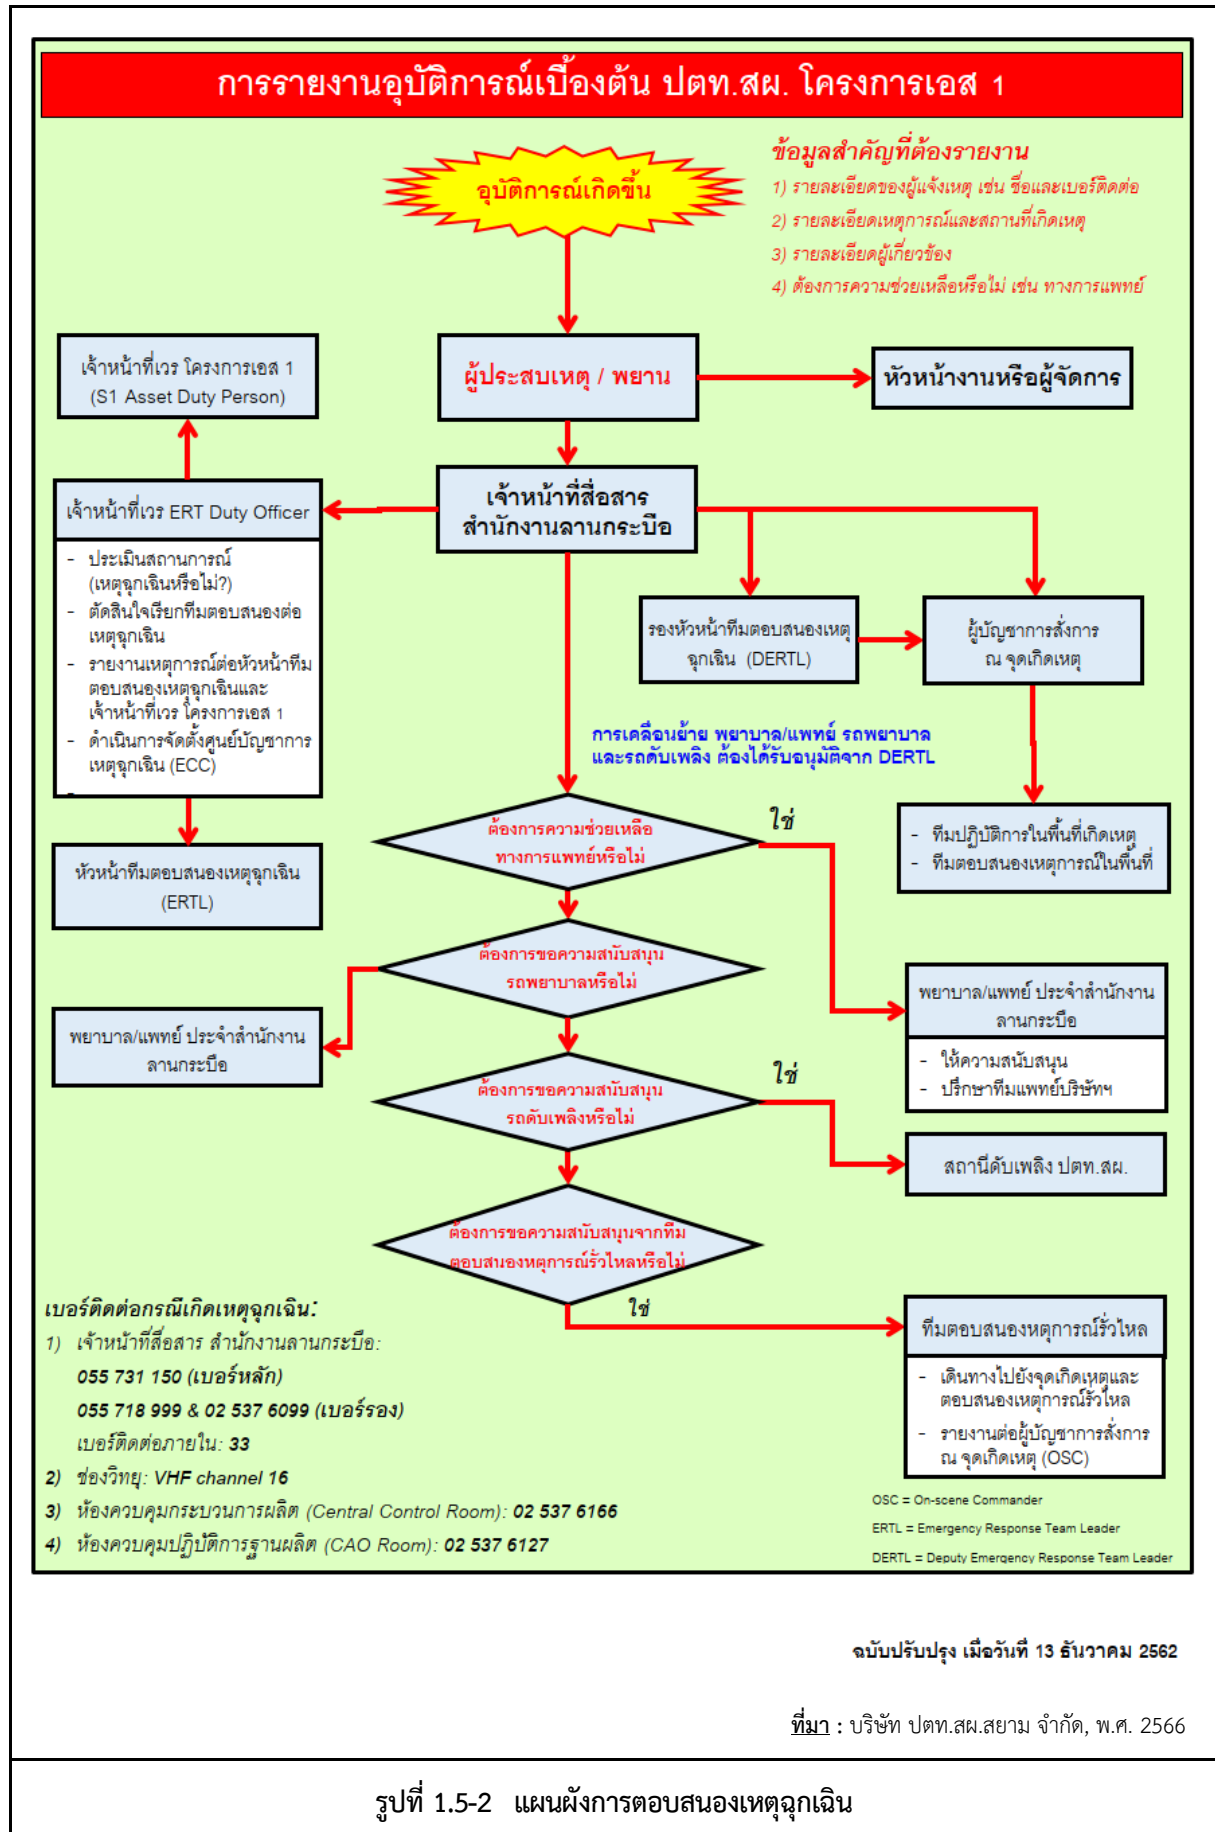 การรายงานอุบัติการณ์เบื้องต้น ปตท.สผ. โครงการเอส 1
อุบัติการณ์เกิดขึ้น
ข้อมูลสำคัญที่ต้องรายงาน
1) รายละเอียดของผู้แจ้งเหตุ เช่น ชื่อและเบอร์ติดต่อ
2) รายละเอียดเหตุการณ์และสถานที่เกิดเหตุ
3) รายละเอียดผู้เกี่ยวข้อง
4) ต้องการความช่วยเหลือหรือไม่ เช่น ทางการแพทย์
เจ้าหน้าที่เวร โครงการเอส 1
(S1 Asset Duty Person)
ผู้ประสบเหตุ / พยาน
หัวหน้างานหรือผู้จัดการ
เจ้าหน้าที่สื่อสาร
สำนักงานลานกระบือ
เจ้าหน้าที่เวร ERT Duty Officer
- ประเมินสถานการณ์
(เหตุฉุกเฉินหรือไม่?)
- ตัดสินใจเรียกทีมตอบสนองต่อ
เหตุฉุกเฉิน
- รายงานเหตุการณ์ต่อหัวหน้าทีม
ตอบสนองเหตุฉุกเฉินและ
เจ้าหน้าที่เวร โครงการเอส 1
- ดำเนินการจัดตั้งศูนย์บัญชาการ
เหตุฉุกเฉิน (ECC)
-
รองหัวหน้าทีมตอบสนองเหตุ
ฉุกเฉิน (DERTL)
ผู้บัญชาการสั่งการ
ณ จุดเกิดเหตุ
การเคลื่อนย้าย พยาบาล/แพทย์ รถพยาบาล
และรถดับเพลิง ต้องได้รับอนุมัติจาก DERTL
ต้องการความช่วยเหลือ
ทางการแพทย์หรือไม่
ใช่
- ทีมปฏิบัติการในพื้นที่เกิดเหตุ
- ทีมตอบสนองเหตุการณ์ในพื้นที่
หัวหน้าทีมตอบสนองเหตุฉุกเฉิน
(ERTL)
ต้องการขอความสนับสนุน
รถพยาบาลหรือไม่
พยาบาล/แพทย์ ประจำสำนักงาน
ลานกระบือ
พยาบาล/แพทย์ ประจำสำนักงาน
ลานกระบือ
- ให้ความสนับสนุน
- ปรึกษาทีมแพทย์บริษัทฯ
ต้องการขอความสนับสนุน
รถดับเพลิงหรือไม่
ใช่
สถานีดับเพลิง ปตท.สผ.
ต้องการขอความสนับสนุนจากทีม
ตอบสนองหตุการณ์รั่วไหลหรือไม่
ใช่
ทีมตอบสนองหตุการณ์รั่วไหล
- เดินทางไปยังจุดเกิดเหตุและ
ตอบสนองเหตุการณ์รั่วไหล
- รายงานต่อผู้บัญชาการสั่งการ
ณ จุดเกิดเหตุ (OSC)
เบอร์ติดต่อกรณีเกิดเหตุฉุกเฉิน:
1) เจ้าหน้าที่สื่อสาร สำนักงานลานกระบือ:
055 731 150 (เบอร์หลัก)
055 718 999 & 02 537 6099 (เบอร์รอง)
เบอร์ติดต่อภายใน: 33
2) ช่องวิทยุ: VHF channel 16
3) ห้องควบคุมกระบวนการผลิต (Central Control Room): 02 537 6166
4) ห้องควบคุมปฏิบัติการฐานผลิต (CAO Room): 02 537 6127
OSC = On-scene Commander
ERTL = Emergency Response Team Leader
DERTL = Deputy Emergency Response Team Leader
ฉบับปรับปรุง เมื่อวันที่ 13 ธันวาคม 2562
ที่มา : บริษัท ปตท.สผ.สยาม จำกัด, พ.ศ. 2566
รูปที่ 1.5-2 แผนผังการตอบสนองเหตุฉุกเฉิน